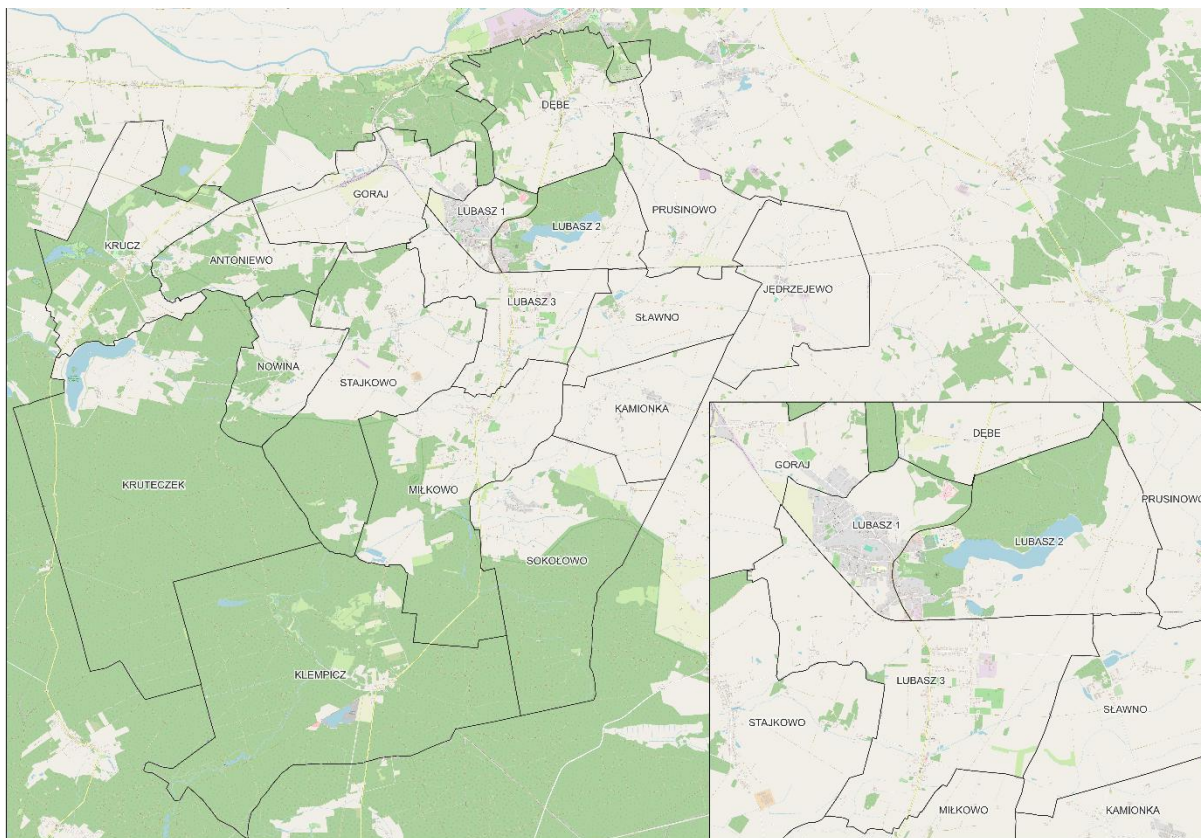 DĘBE
GORAJ
LUBASZ 1
PRUSINOWO
LUBASZ 2
KRUCZ
ANTONIEWO
JĘDRZEJEWO
LUBASZ 3
SŁAWNO
NOWINA
STAJKOWO
KAMIONKA
KRUTECZEK
MIŁKOWO
SOKOŁOWO
KLEMPICZ
DĘBE
GORAJ
PRUSINOWO
LUBASZ 1
LUBASZ 2
LUBASZ 3
SŁAWNO
STAJKOWO
MIŁKOWO
KAMIONKA